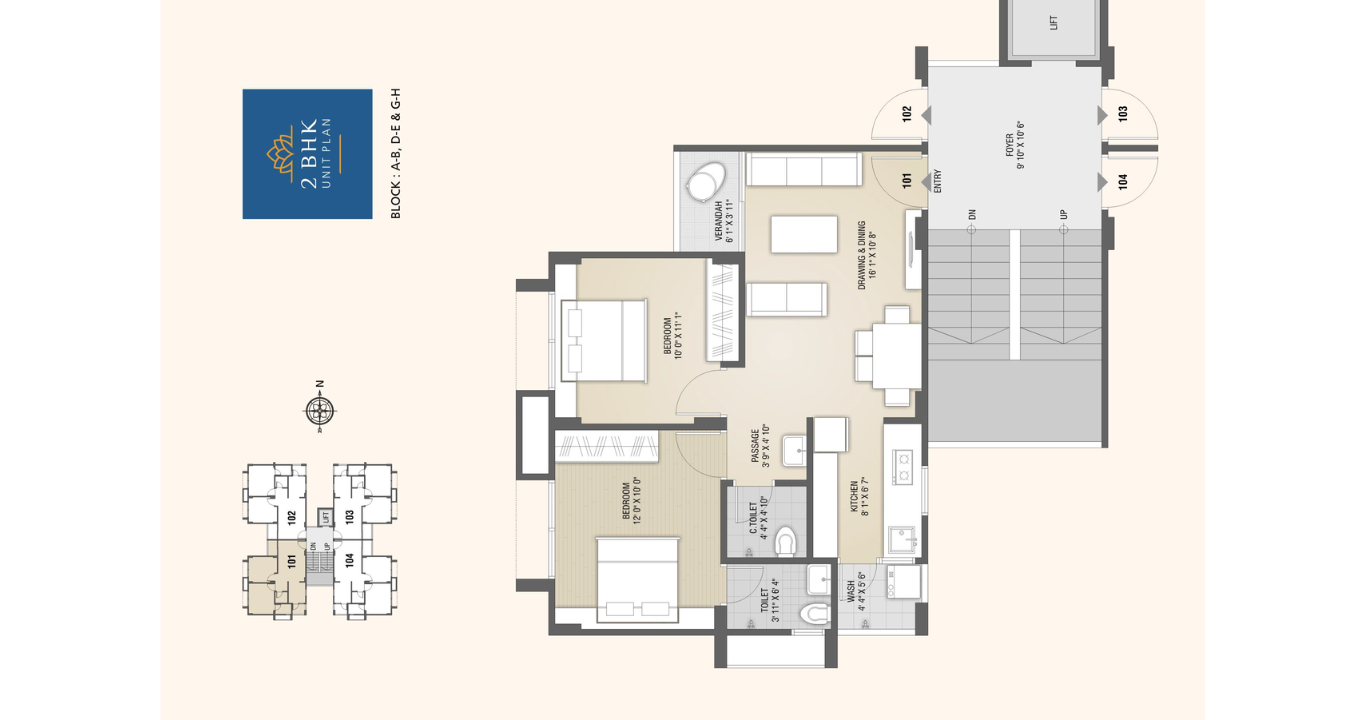 2 BHK
UNIT PLAN
BLOCK : A-B, D-E & G-H
N
102
103
LIFT
DN
UP
101
104
LIFT
FOYER
9' 10" X 10' 6"
102
103
101
ENTRY
104
DN
UP
VERANDAH
6' 1" X 3' 11"
DRAWING & DINING
16' 1" X 10' 8"
BEDROOM
10' 0" X 11' 1"
PASSAGE
3' 9" X 4' 10"
BEDROOM
12' 0" X 10' 0"
C.TOILET
4' 4" X 4' 10"
KITCHEN
8' 1" X 6' 7"
TOILET
3' 11" X 6' 4"
WASH
4' 4" X 5' 6"